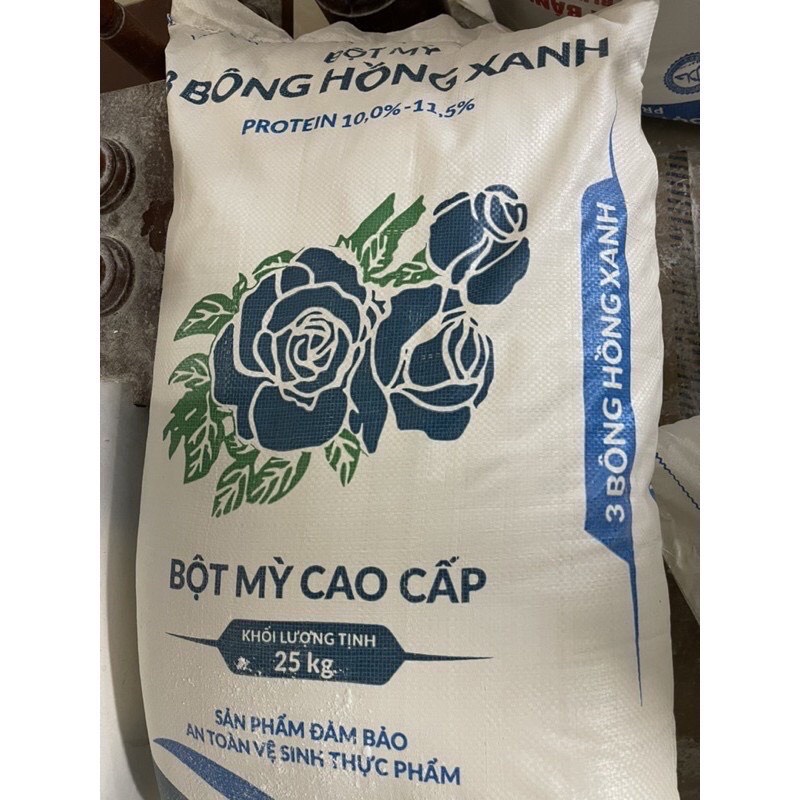 BỘT MỲ
3 BÔNG HỒNG XANH
PROTEIN 10,0%-11,5%
3 BÔNG HỒNG XANH
BỘT MỲ CAO CẤP
KHỐI LƯỢNG TỊNH
25 kg
SẢN PHẨM ĐẢM BẢO
AN TOÀN VỆ SINH THỰC PHẨM